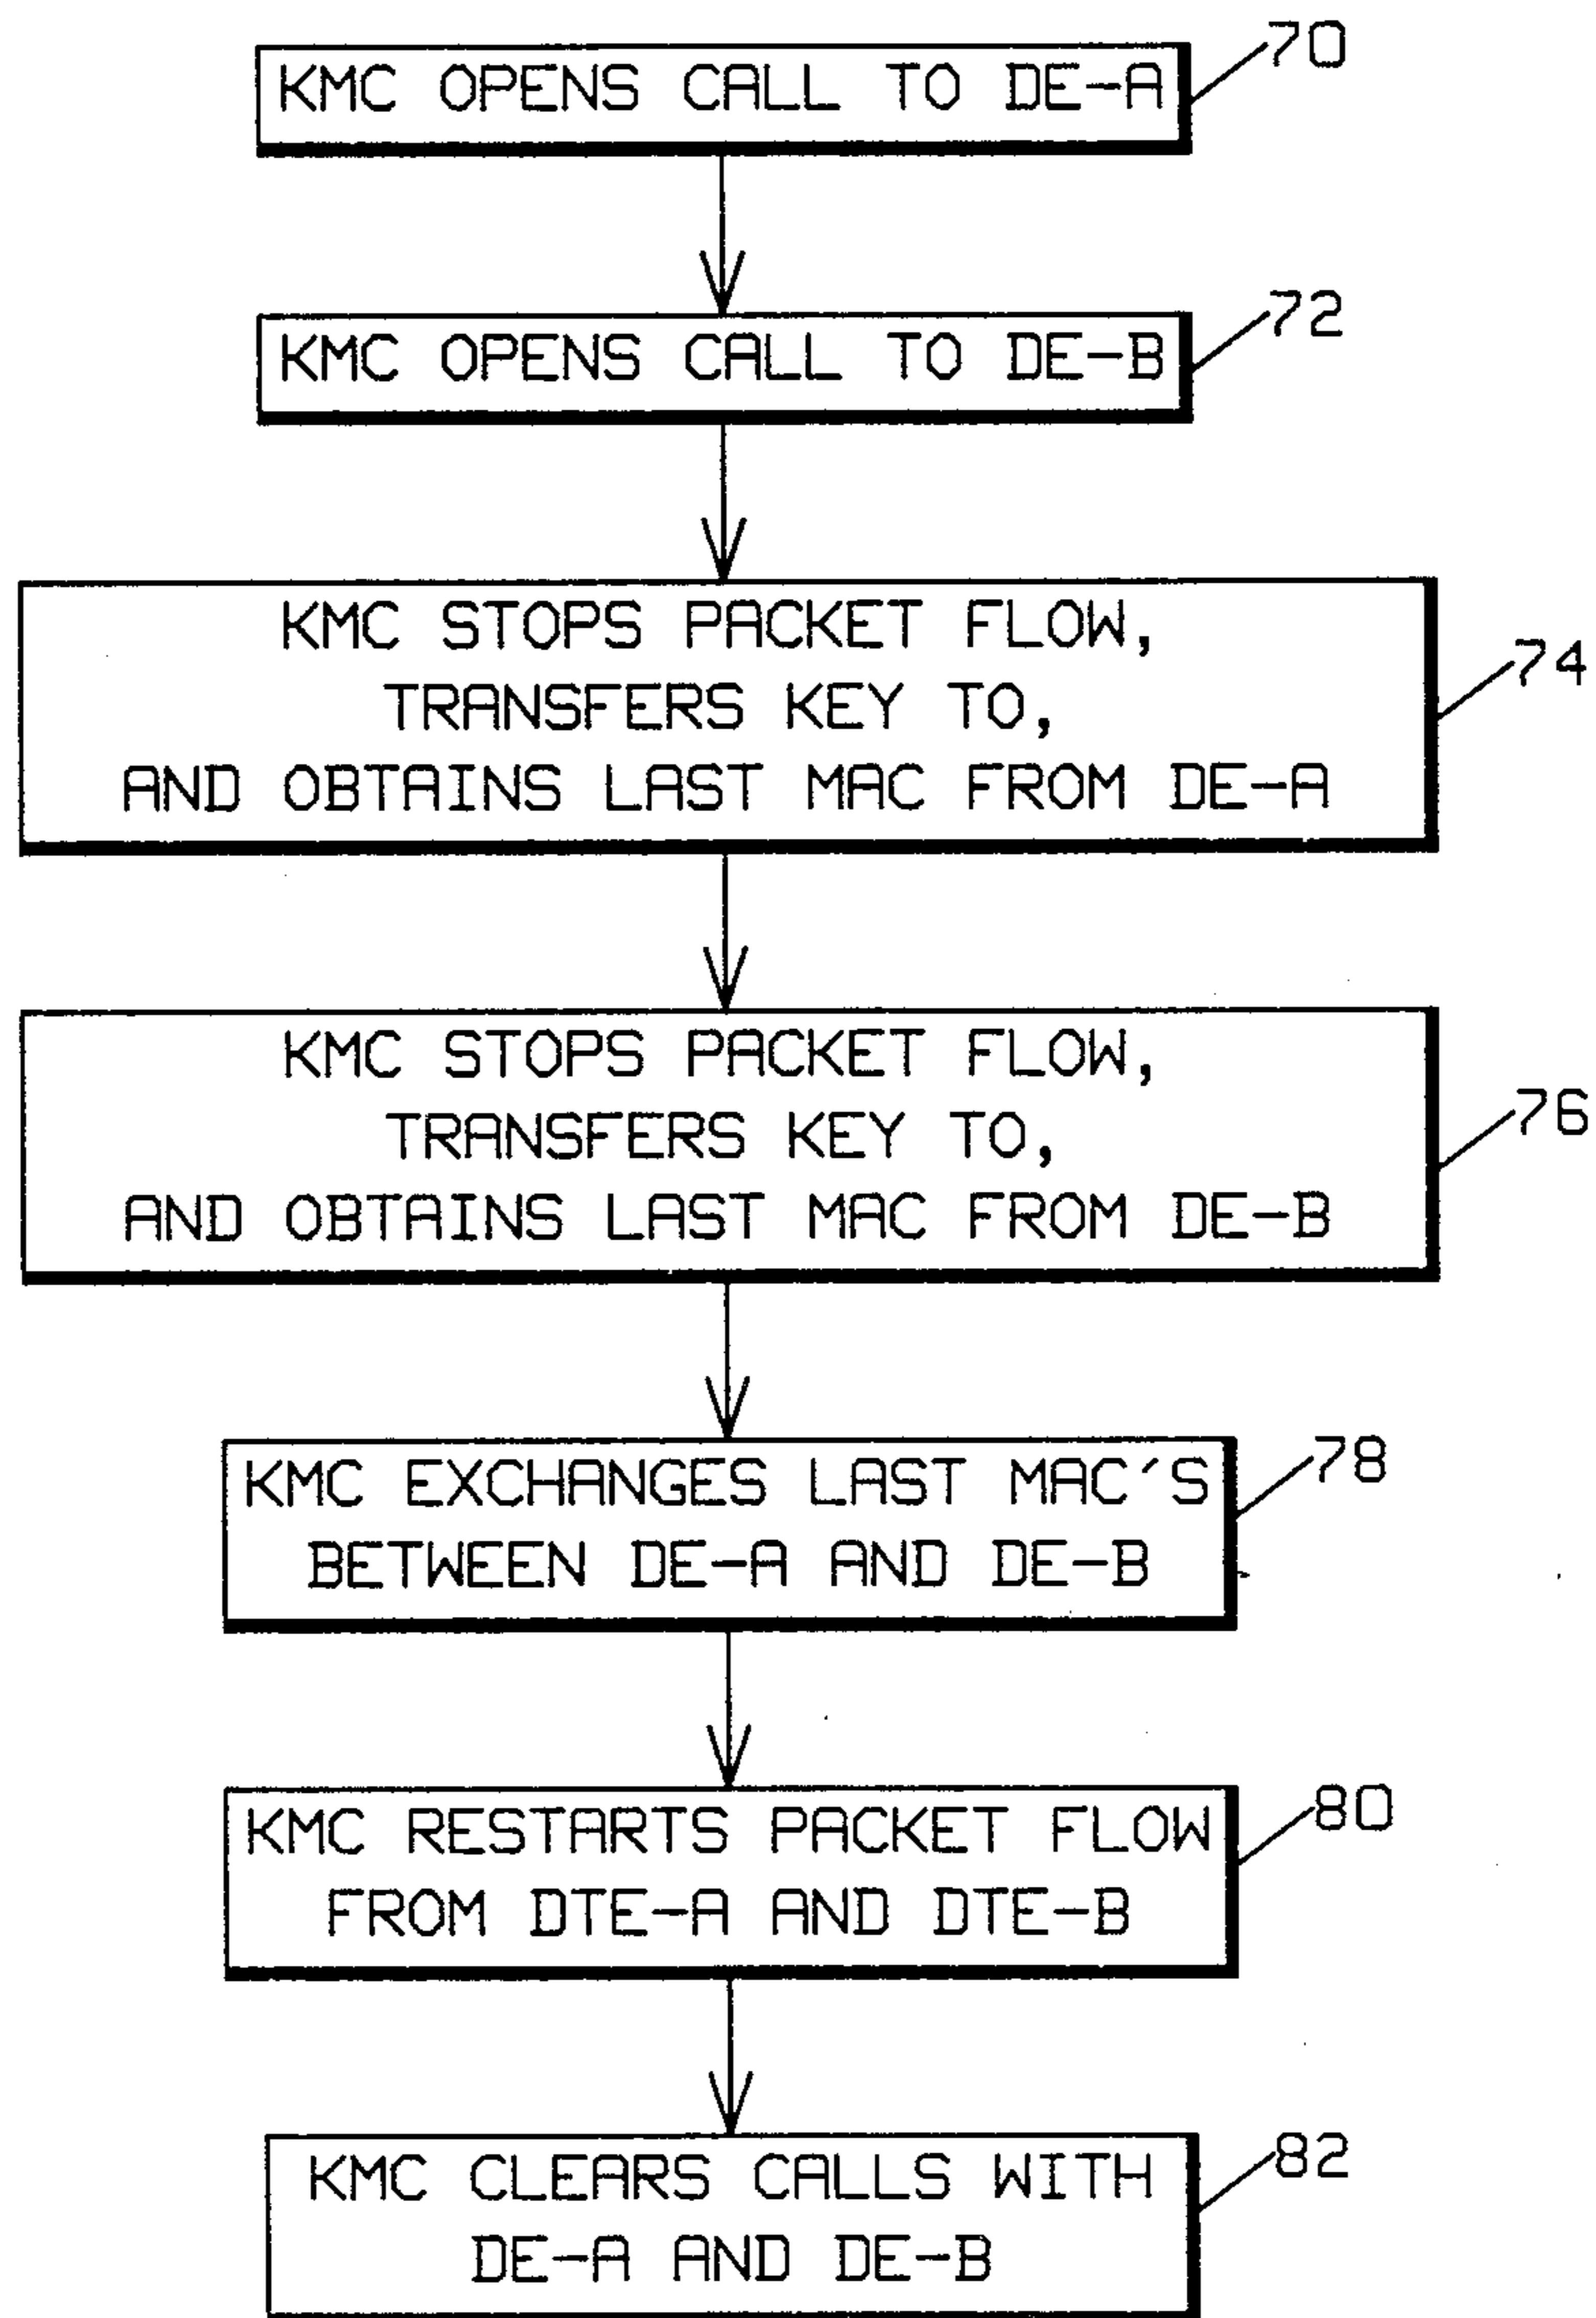 70
KMC OPENS CALL TO DE-A
72
KMC OPENS CALL TO DE-B
KMC STOPS PACKET FLOW,
74
TRANSFERS KEY TO,
AND OBTAINS LAST MAC FROM DE-A
KMC STOPS PACKET FLOW,
76
TRANSFERS KEY TO,
AND OBTAINS LAST MAC FROM DE-B
78
KMC EXCHANGES LAST MAC'S
BETWEEN DE-A AND DE-B
80
KMC RESTARTS PACKET FLOW
FROM DTE-A AND DTE-B
82
KMC CLEARS CALLS WITH
DE-A AND DE-B